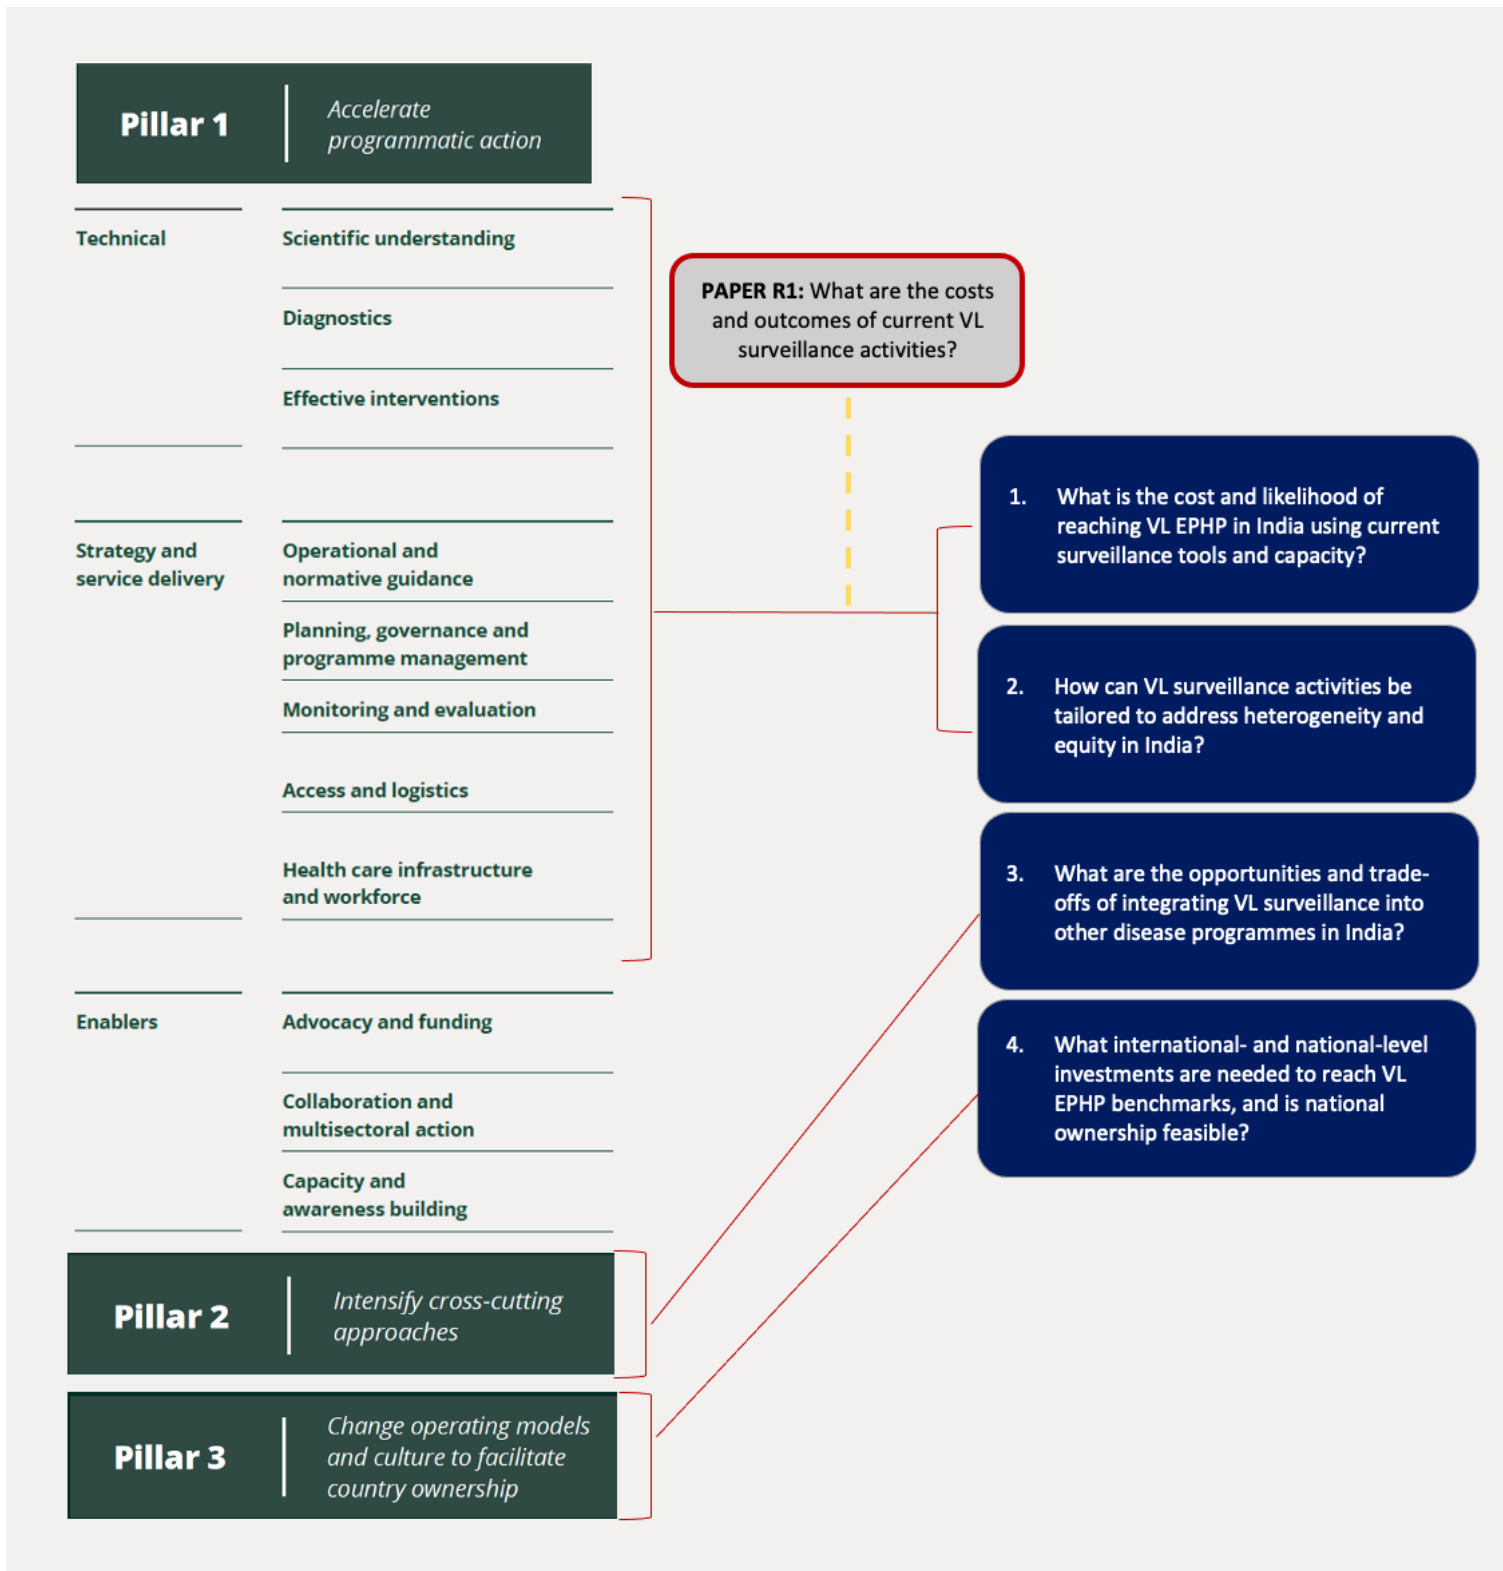 Pillar 1
Accelerate
programmatic action
Technical
Scientific understanding
Diagnostics
Effective interventions
Strategy and
service delivery
Operational and
normative guidance
Planning, governance and
programme management
Monitoring and evaluation
Access and logistics
Health care infrastructure
and workforce
Enablers
Advocacy and funding
Collaboration and
multisectoral action
Capacity and
awareness building
Pillar 2
Intensify cross-cutting
approaches
Pillar 3
Change operating models
and culture to facilitate
country ownership
PAPER R1: What are the costs
and outcomes of current VL
surveillance activities?
1. What is the cost and likelihood of
reaching VL EPHP in India using current
surveillance tools and capacity?
2. How can VL surveillance activities be
tailored to address heterogeneity and
equity in India?
3. What are the opportunities and trade-
offs of integrating VL surveillance into
other disease programmes in India?
4. What international- and national-level
investments are needed to reach VL
EPHP benchmarks, and is national
ownership feasible?